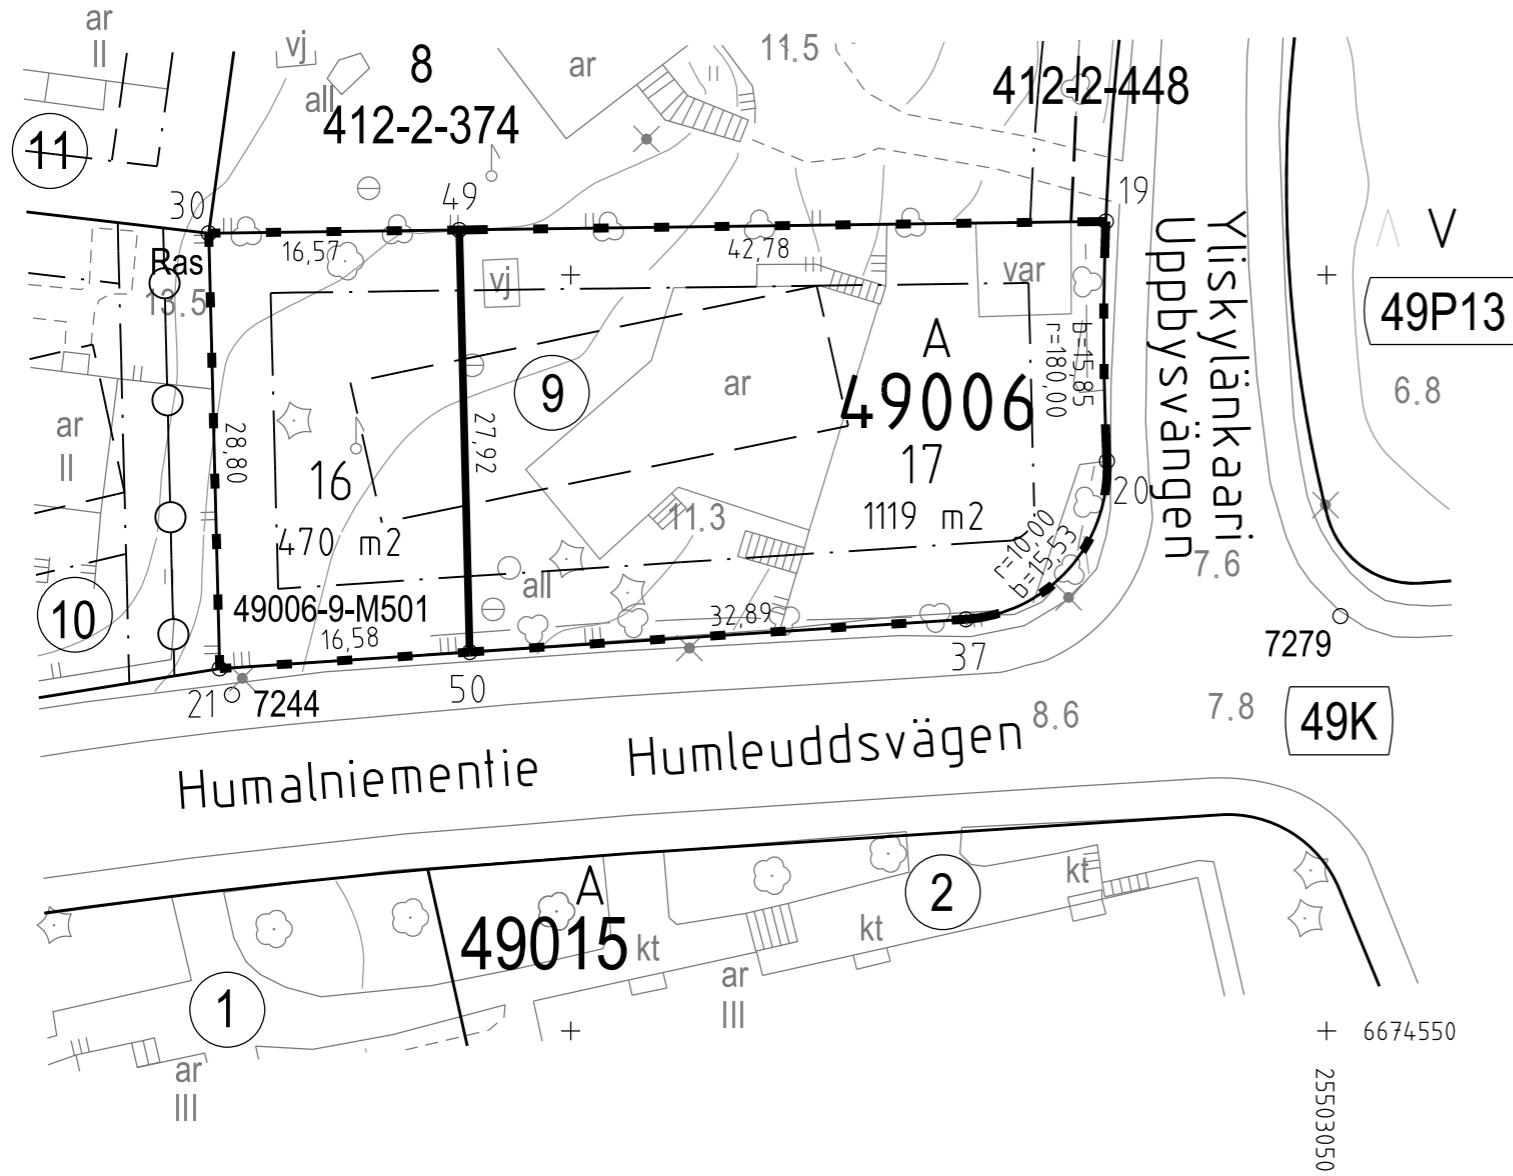 ar
II
vj
8
all
412-2-374
ar
11.5
412-2-448
11
30
49
19
16,57
42,78
Ras
13.5
vj
var
V
49P13
Yliskylänkaari
Uppbysvängen
b=15,85
r=180,00
A
49006
17
1119 m2
9
ar
6.8
ar
II
28,80
27,92
16
470 m2
11.3
20
r=10,00
b=15,53
7.6
10
49006-9-M501
all
16,58
32,89
37
7279
21
7244
50
8.6
7.8
49K
Humalniementie Humleuddsvägen
A
49015
kt
2
kt
kt
ar
III
1
ar
III
6674550
25503050